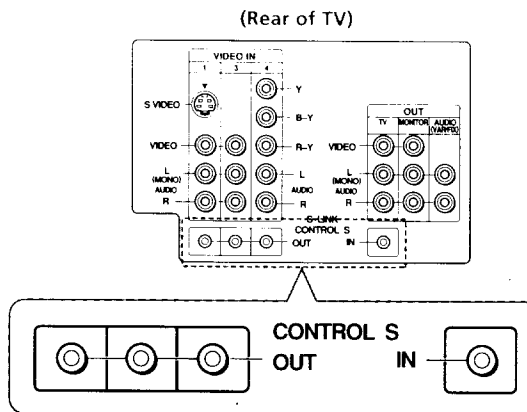 (Rear of TV)
VIDEO IN
1 3 4
Y
S VIDEO
B–Y
OUT
TV MONITOR AUDIO (VAR/FIX)
VIDEO R–Y VIDEO
L (MONO) L L (MONO)
AUDIO AUDIO AUDIO
R R R
S-LINK
CONTROL S
OUT IN
CONTROL S
OUT IN